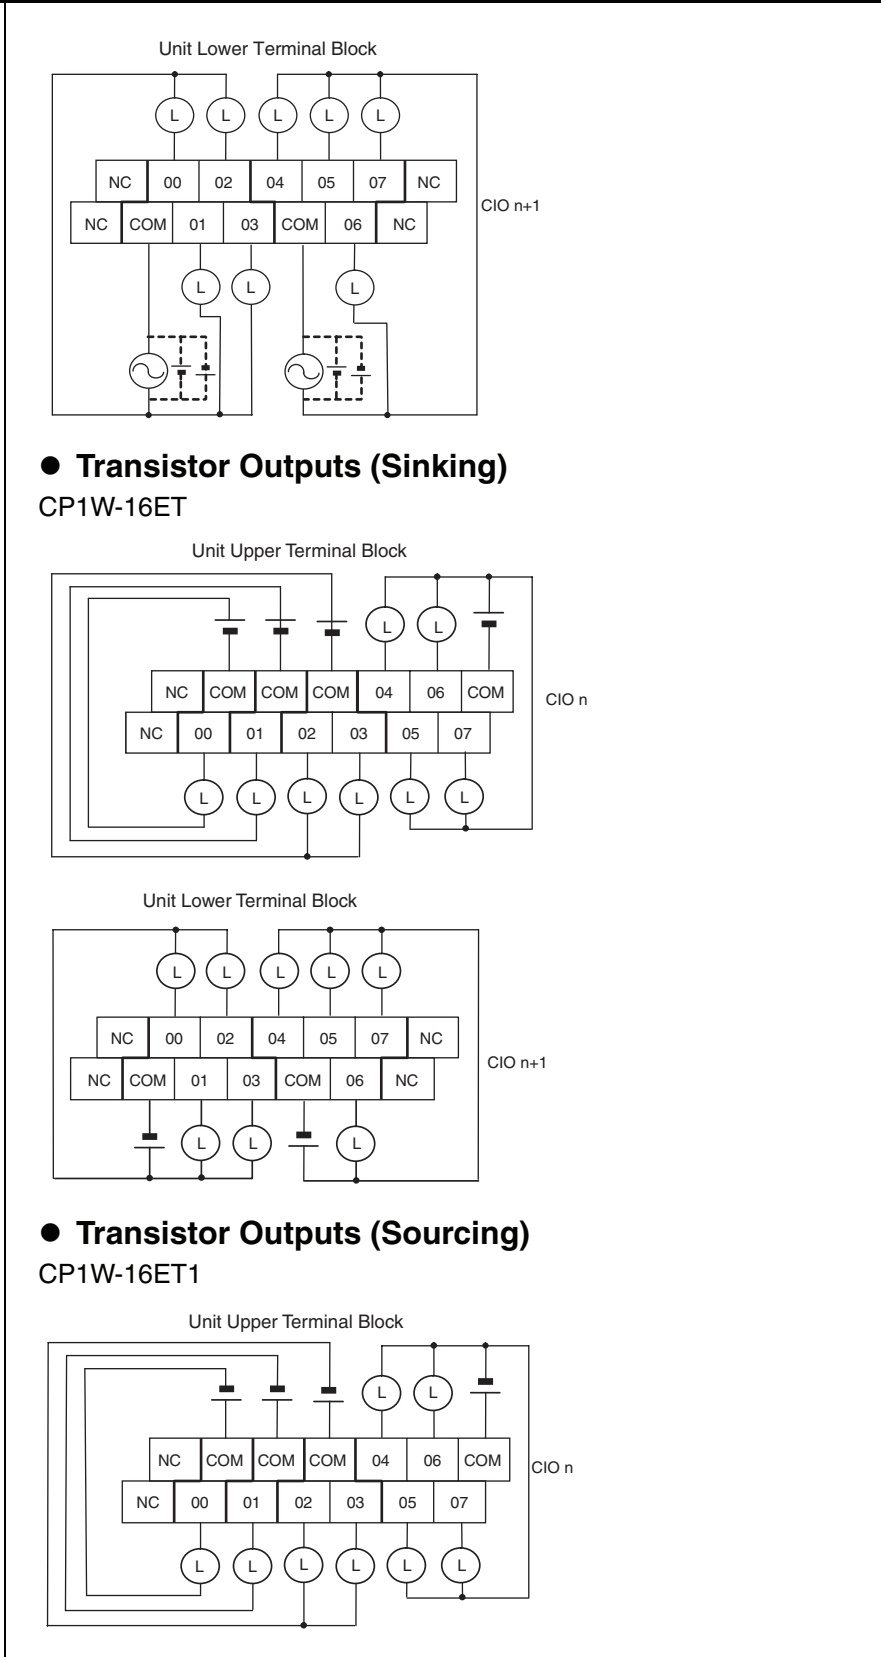 Unit Lower Terminal Block
L L L L L
NC 00 02 04 05 07 NC
CIO n+1
NC COM 01 03 COM 06 NC
L L L
● Transistor Outputs (Sinking)
CP1W-16ET
Unit Upper Terminal Block
L L
NC COM COM COM 04 06 COM
CIO n
NC 00 01 02 03 05 07
L L L L L L
Unit Lower Terminal Block
L L L L L
NC 00 02 04 05 07 NC
CIO n+1
NC COM 01 03 COM 06 NC
L L L
● Transistor Outputs (Sourcing)
CP1W-16ET1
Unit Upper Terminal Block
L L
NC COM COM COM 04 06 COM
CIO n
NC 00 01 02 03 05 07
L L L L L L